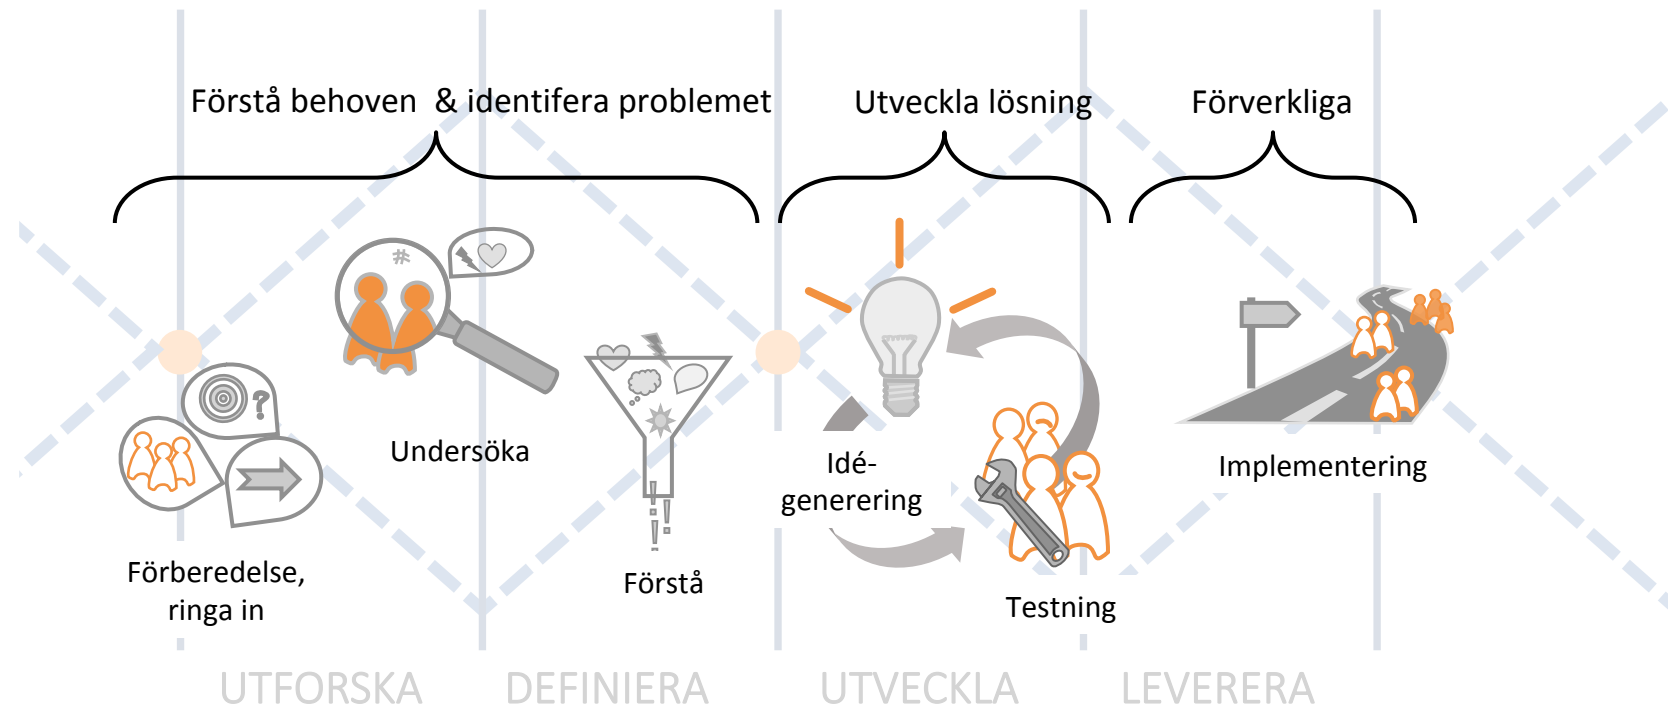 Förstå behoven & identifera problemet
Utveckla lösning
Förverkliga
#
?
Undersöka
Idé-
generering
Implementering
Förberedelse,
ringa in
Förstå
Testning
UTFORSKA
DEFINIERA
UTVECKLA
LEVERERA